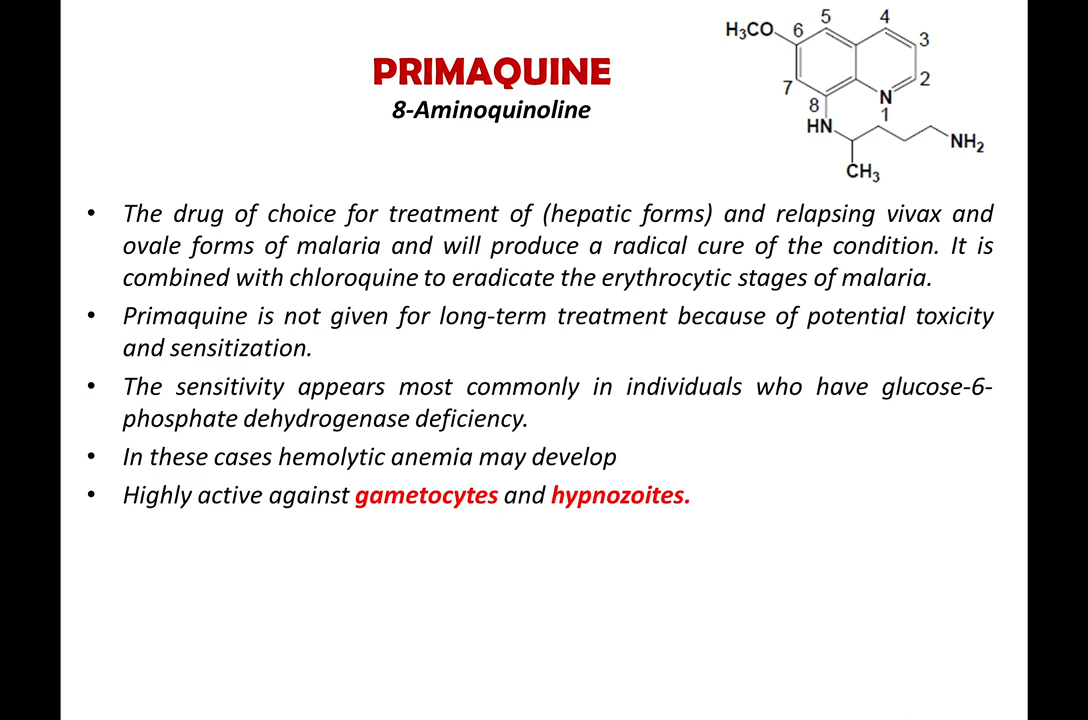 PRIMAQUINE
8-Aminoquinoline
H3CO
6
5
4
3
2
7
8
N
1
HN
NH2
CH3
• The drug of choice for treatment of (hepatic forms) and relapsing vivax and
ovale forms of malaria and will produce a radical cure of the condition. It is
combined with chloroquine to eradicate the erythrocytic stages of malaria.
• Primaquine is not given for long-term treatment because of potential toxicity
and sensitization.
• The sensitivity appears most commonly in individuals who have glucose-6-
phosphate dehydrogenase deficiency.
• In these cases hemolytic anemia may develop
• Highly active against gametocytes and hypnozoites.